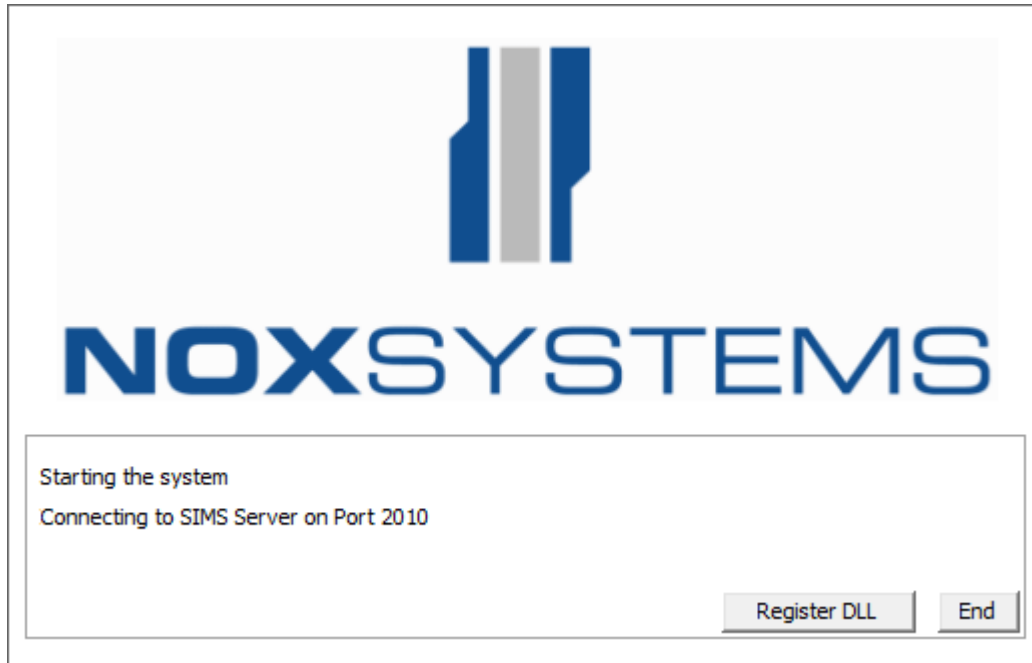 NOXSYSTEMS
Starting the system
Connecting to SIMS Server on Port 2010
Register DLL
End